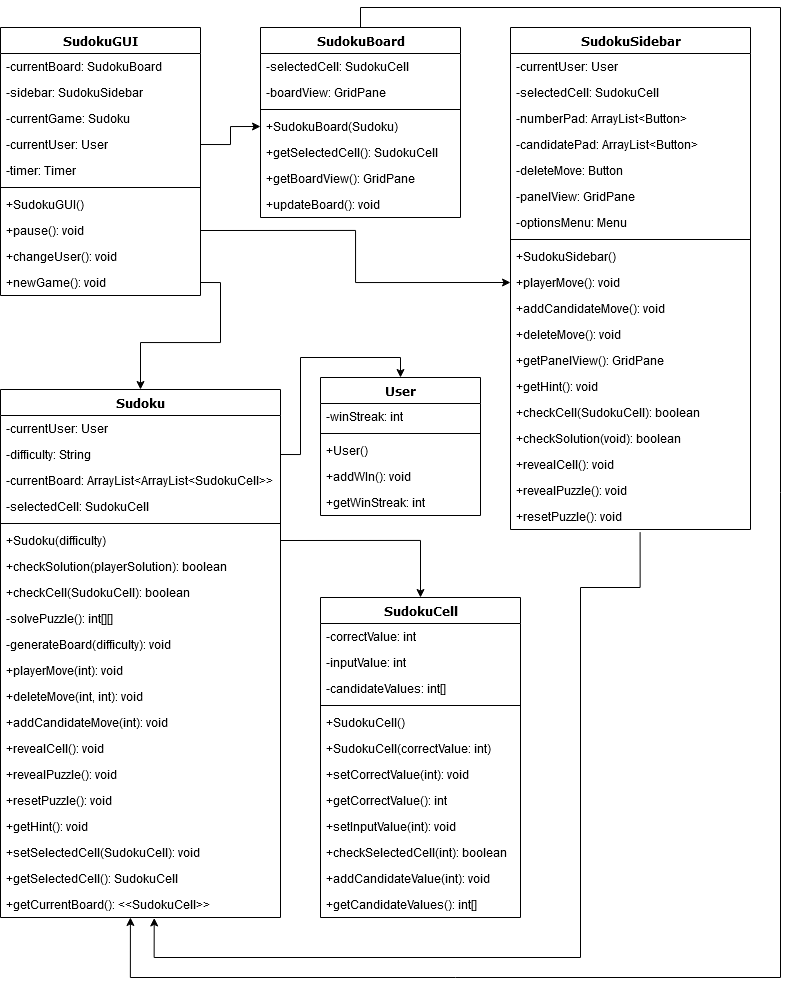 SudokuGUI
-currentBoard: SudokuBoard
-sidebar: SudokuSidebar
-currentGame: Sudoku
-currentUser: User
-timer: Timer
+SudokuGUI()
+pause(): void
+changeUser(): void
+newGame(): void
SudokuBoard
-selectedCell: SudokuCell
-boardView: GridPane
+SudokuBoard(Sudoku)
+getSelectedCell(): SudokuCell
+getBoardView(): GridPane
+updateBoard(): void
SudokuSidebar
-currentUser: User
-selectedCell: SudokuCell
-numberPad: ArrayList<Button>
-candidatePad: ArrayList<Button>
-deleteMove: Button
-panelView: GridPane
-optionsMenu: Menu
+SudokuSidebar()
+playerMove(): void
+addCandidateMove(): void
+deleteMove(): void
+getPanelView(): GridPane
+getHint(): void
+checkCell(SudokuCell): boolean
+checkSolution(void): boolean
+revealCell(): void
+revealPuzzle(): void
+resetPuzzle(): void
Sudoku
-currentUser: User
-difficulty: String
-currentBoard: ArrayList<ArrayList<SudokuCell>>
-selectedCell: SudokuCell
+Sudoku(difficulty)
+checkSolution(playerSolution): boolean
+checkCell(SudokuCell): boolean
-solvePuzzle(): int[][]
-generateBoard(difficulty): void
+playerMove(int): void
+deleteMove(int, int): void
+addCandidateMove(int): void
+revealCell(): void
+revealPuzzle(): void
+resetPuzzle(): void
+getHint(): void
+setSelectedCell(SudokuCell): void
+getSelectedCell(): SudokuCell
+getCurrentBoard(): <<SudokuCell>>
User
-winStreak: int
+User()
+addWIn(): void
+getWinStreak: int
SudokuCell
-correctValue: int
-inputValue: int
-candidateValues: int[]
+SudokuCell()
+SudokuCell(correctValue: int)
+setCorrectValue(int): void
+getCorrectValue(): int
+setInputValue(int): void
+checkSelectedCell(int): boolean
+addCandidateValue(int): void
+getCandidateValues(): int[]